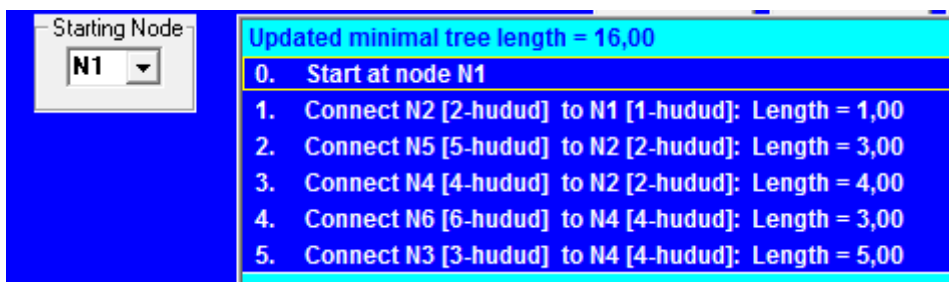 Starting Node
N1
Updated minimal tree length = 16,00
0. Start at node N1
1. Connect N2 [2-hudud] to N1 [1-hudud]: Length = 1,00
2. Connect N5 [5-hudud] to N2 [2-hudud]: Length = 3,00
3. Connect N4 [4-hudud] to N2 [2-hudud]: Length = 4,00
4. Connect N6 [6-hudud] to N4 [4-hudud]: Length = 3,00
5. Connect N3 [3-hudud] to N4 [4-hudud]: Length = 5,00